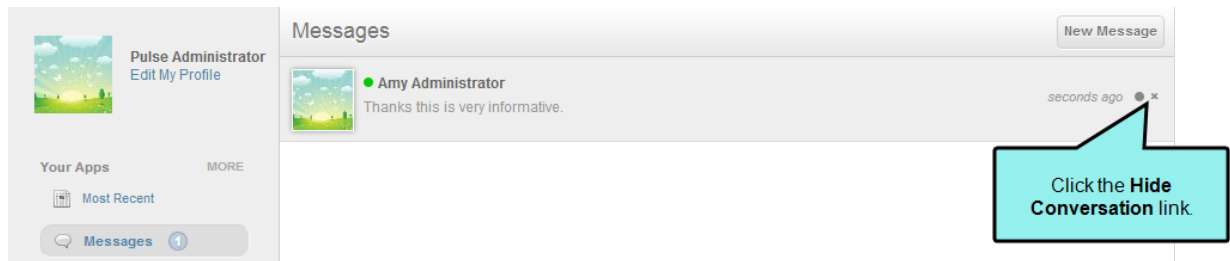 Messages
New Message
Pulse Administrator
Edit My Profile
Amy Administrator
Thanks this is very informative.
seconds ago
Your Apps MORE
Most Recent
Messages 1
Click the Hide
Conversation link.